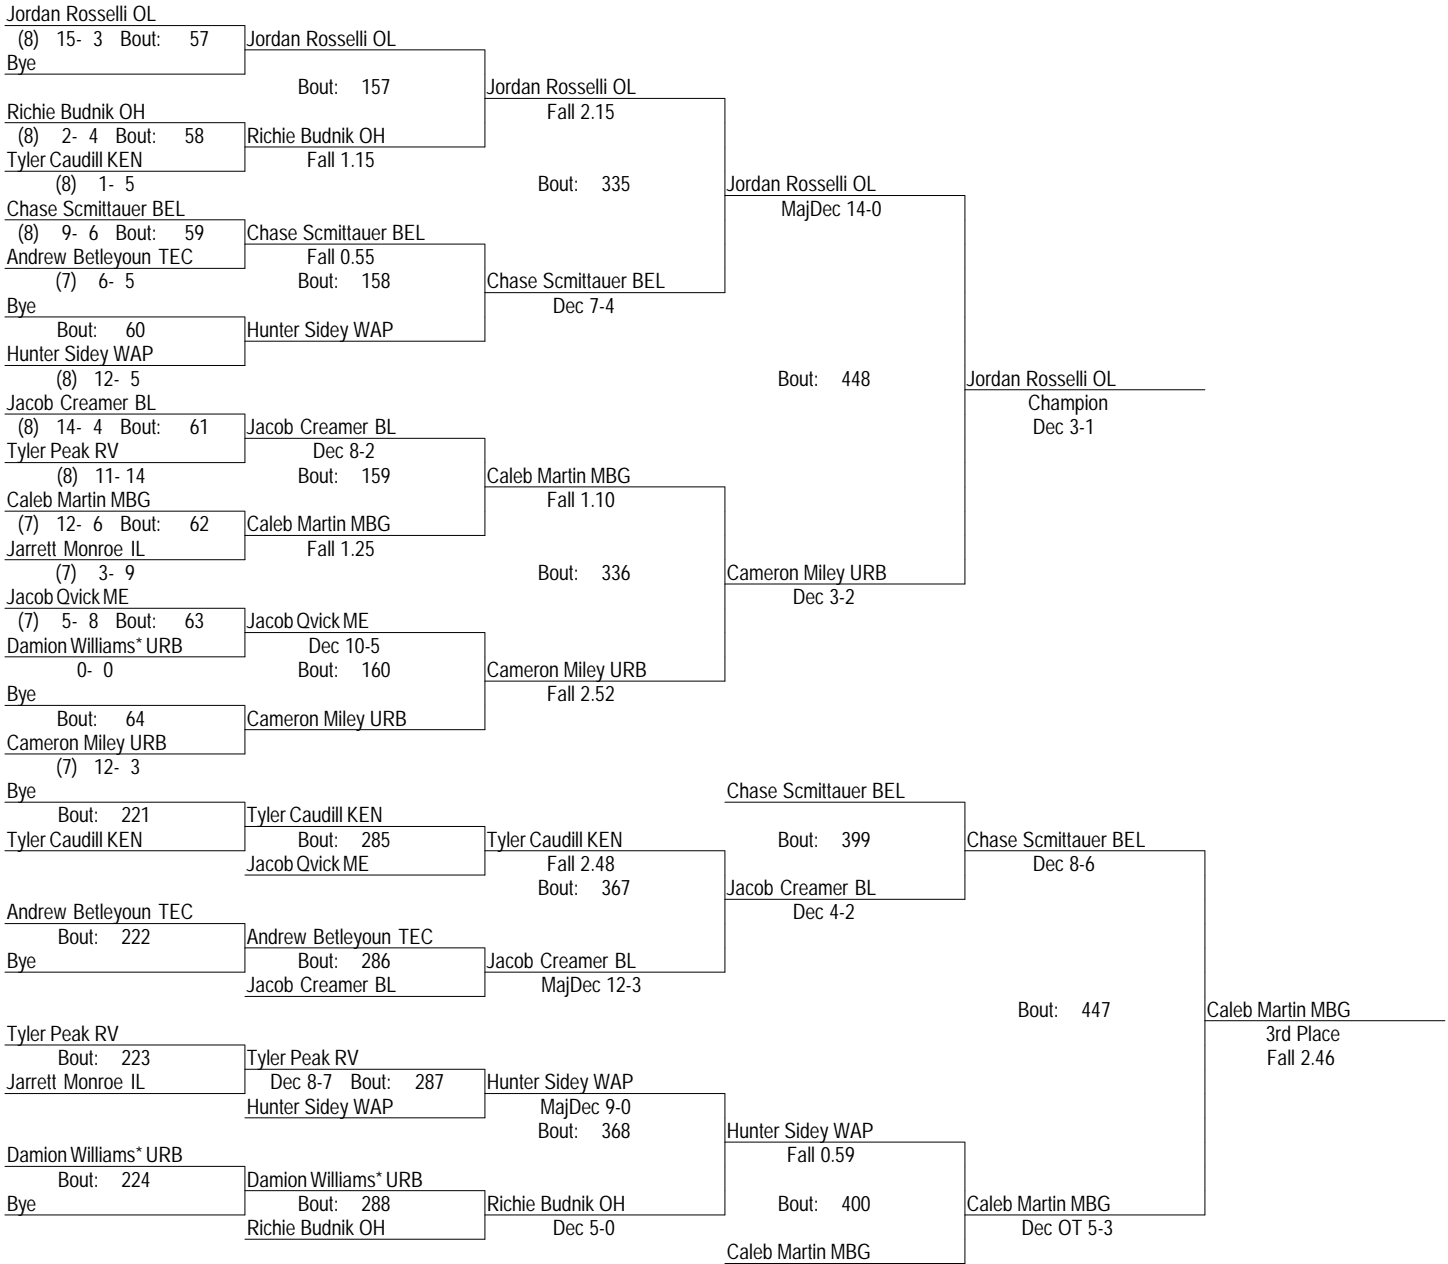 Jordan Rosselli OL
(8) 15- 3 Bout: 57 Jordan Rosselli OL
Bye
Bout: 157 Jordan Rosselli OL
Richie Budnik OH Fall 2.15
(8) 2- 4 Bout: 58 Richie Budnik OH
Tyler Caudill KEN Fall 1.15
(8) 1- 5 Bout: 335 Jordan Rosselli OL
Chase Scmittauer BEL MajDec 14-0
(8) 9- 6 Bout: 59 Chase Scmittauer BEL
Andrew Betleyoun TEC Fall 0.55
(7) 6- 5 Bout: 158 Chase Scmittauer BEL
Bye Dec 7-4
Bout: 60 Hunter Sidey WAP
Hunter Sidey WAP
(8) 12- 5 Bout: 448 Jordan Rosselli OL
Jacob Creamer BL Champion
(8) 14- 4 Bout: 61 Jacob Creamer BL Dec 3-1
Tyler Peak RV Dec 8-2
(8) 11- 14 Bout: 159 Caleb Martin MBG
Caleb Martin MBG Fall 1.10
(7) 12- 6 Bout: 62 Caleb Martin MBG
Jarrett Monroe IL Fall 1.25
(7) 3- 9 Bout: 336 Cameron Miley URB
Jacob Qvick ME Dec 3-2
(7) 5- 8 Bout: 63 Jacob Qvick ME
Damion Williams* URB Dec 10-5
0- 0 Bout: 160 Cameron Miley URB
Bye Fall 2.52
Bout: 64 Cameron Miley URB
Cameron Miley URB
(7) 12- 3
Bye Chase Scmittauer BEL
Bout: 221 Tyler Caudill KEN
Tyler Caudill KEN Bout: 285 Tyler Caudill KEN Bout: 399 Chase Scmittauer BEL
Jacob Qvick ME Fall 2.48 Dec 8-6
Bout: 367 Jacob Creamer BL
Andrew Betleyoun TEC Dec 4-2
Bout: 222 Andrew Betleyoun TEC
Bye Bout: 286 Jacob Creamer BL
Jacob Creamer BL MajDec 12-3
Bout: 447 Caleb Martin MBG
Tyler Peak RV 3rd Place
Bout: 223 Tyler Peak RV Fall 2.46
Jarrett Monroe IL Dec 8-7 Bout: 287 Hunter Sidey WAP
Hunter Sidey WAP MajDec 9-0
Bout: 368 Hunter Sidey WAP
Damion Williams* URB Fall 0.59
Bout: 224 Damion Williams* URB
Bye Bout: 288 Richie Budnik OH Bout: 400 Caleb Martin MBG
Richie Budnik OH Dec 5-0 Dec OT 5-3
Caleb Martin MBG